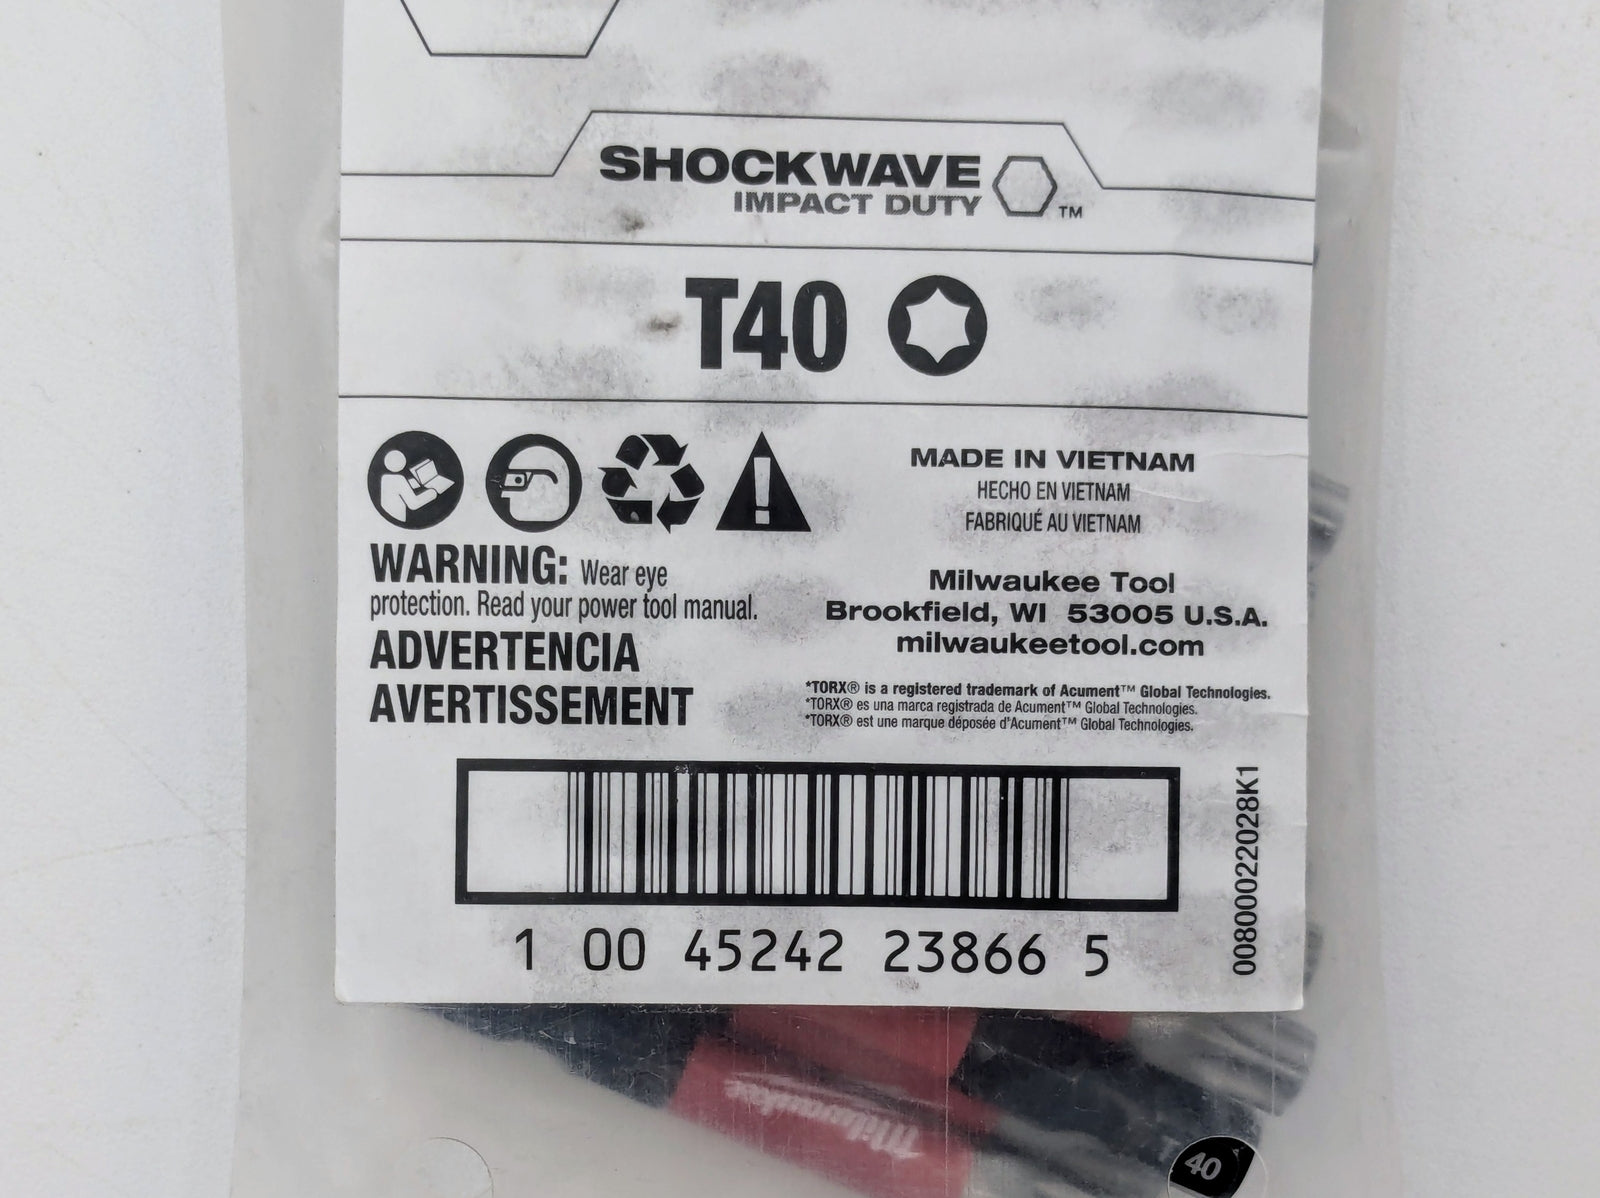 SHOCKWAVE
IMPACT DUTY ™
T40
MADE IN VIETNAM
HECHO EN VIETNAM
FABRIQUÉ AU VIETNAM
WARNING: Wear eye
protection. Read your power tool manual.
ADVERTENCIA
AVERTISSEMENT
Milwaukee Tool
Brookfield, WI 53005 U.S.A.
milwaukeetool.com
*TORX® is a registered trademark of Acument™ Global Technologies.
*TORX® es una marca registrada de Acument™ Global Technologies.
*TORX® est une marque déposée d'Acument™ Global Technologies.
1 00 45242 23866 5
00800022028K1
Milwaukee
40